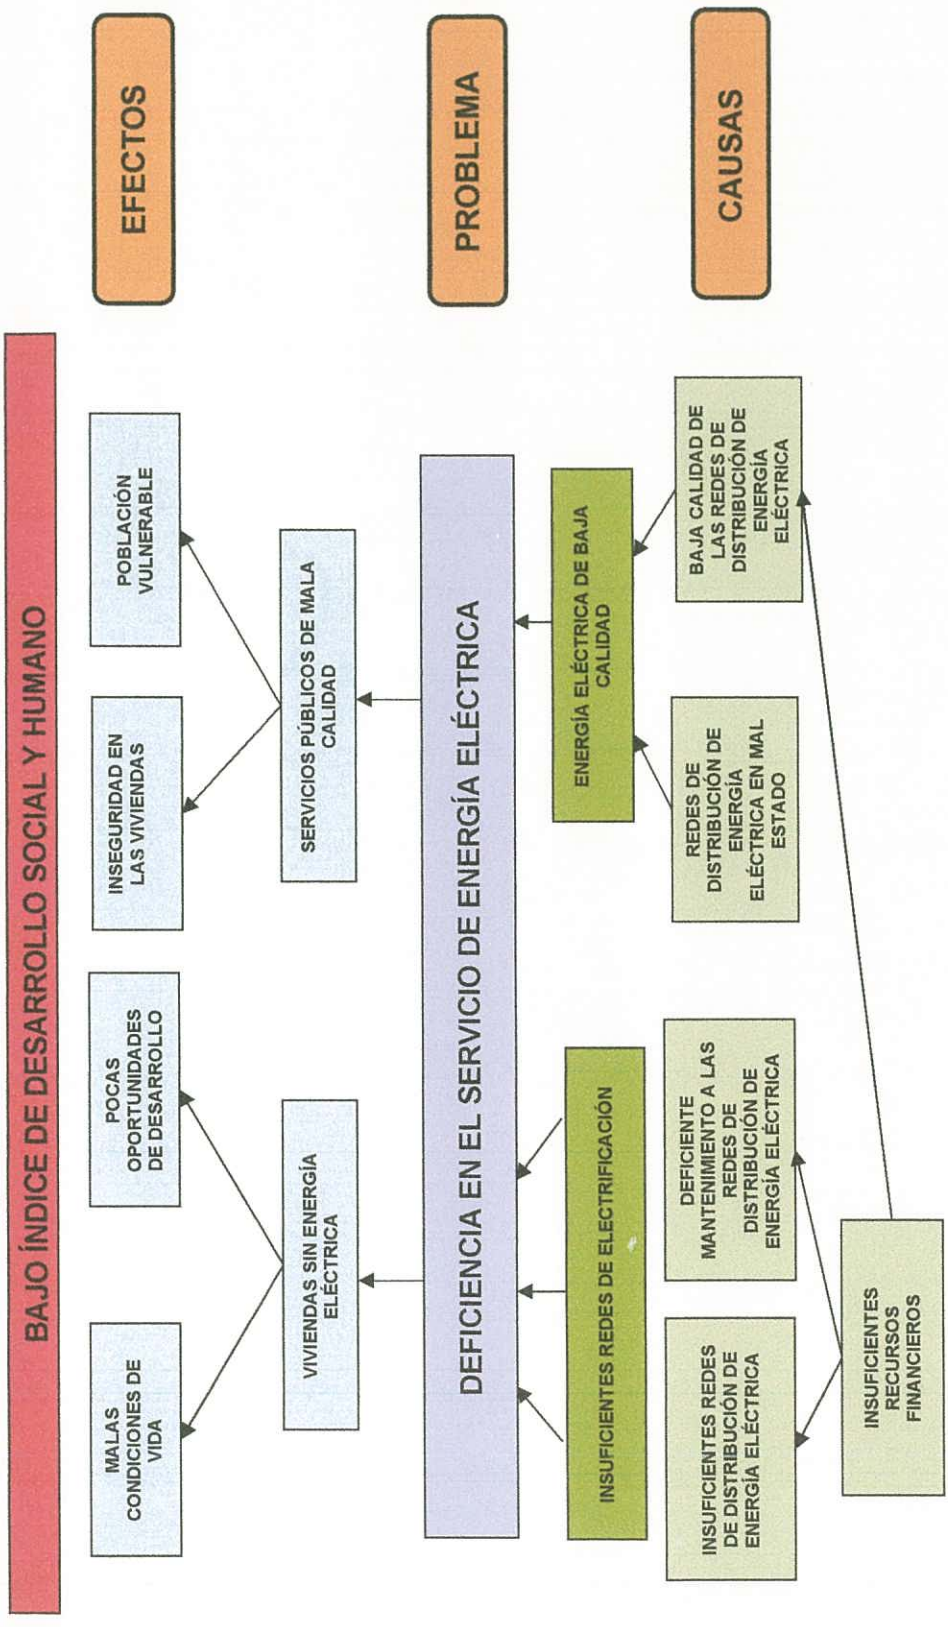 BAJO ÍNDICE DE DESARROLLO SOCIAL Y HUMANO
MALAS
CONDICIONES DE
VIDA
POCAS
OPORTUNIDADES
DE DESARROLLO
INSEGURIDAD EN
LAS VIVIENDAS
POBLACIÓN
VULNERABLE
EFECTOS
VIVIENDAS SIN ENERGÍA
ELÉCTRICA
SERVICIOS PÚBLICOS DE MALA
CALIDAD
DEFICIENCIA EN EL SERVICIO DE ENERGÍA ELÉCTRICA
PROBLEMA
INSUFICIENTES REDES DE ELECTRIFICACIÓN
ENERGÍA ELÉCTRICA DE BAJA
CALIDAD
INSUFICIENTES REDES
DE DISTRIBUCIÓN DE
ENERGÍA ELÉCTRICA
DEFICIENTE
MANTENIMIENTO A LAS
REDES DE
DISTRIBUCIÓN DE
ENERGÍA ELÉCTRICA
REDES DE
DISTRIBUCIÓN DE
ENERGÍA
ELÉCTRICA EN MAL
ESTADO
BAJA CALIDAD DE
LAS REDES DE
DISTRIBUCIÓN DE
ENERGÍA
ELÉCTRICA
CAUSAS
INSUFICIENTES
RECURSOS
FINANCIEROS